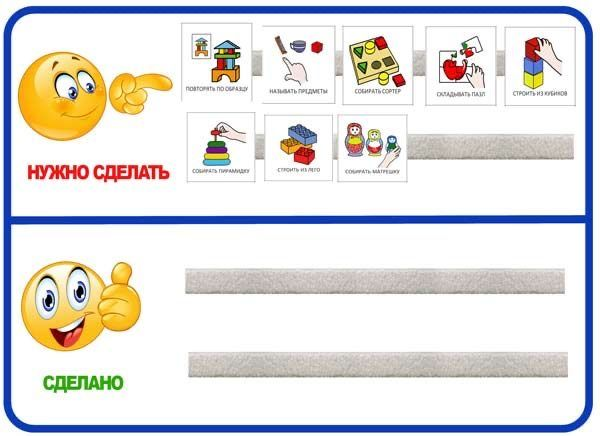 ПОВТОРЯТЬ ПО ОБРАЗЦУ
НАЗЫВАТЬ ПРЕДМЕТЫ
СОБИРАТЬ СОРТЕР
СКЛАДЫВАТЬ ПАЗЛ
СТРОИТЬ ИЗ КУБИКОВ
СОБИРАТЬ ПИРАМИДКУ
СТРОИТЬ ИЗ ЛЕГО
СОБИРАТЬ МАТРЕШКУ
НУЖНО СДЕЛАТЬ
СДЕЛАНО